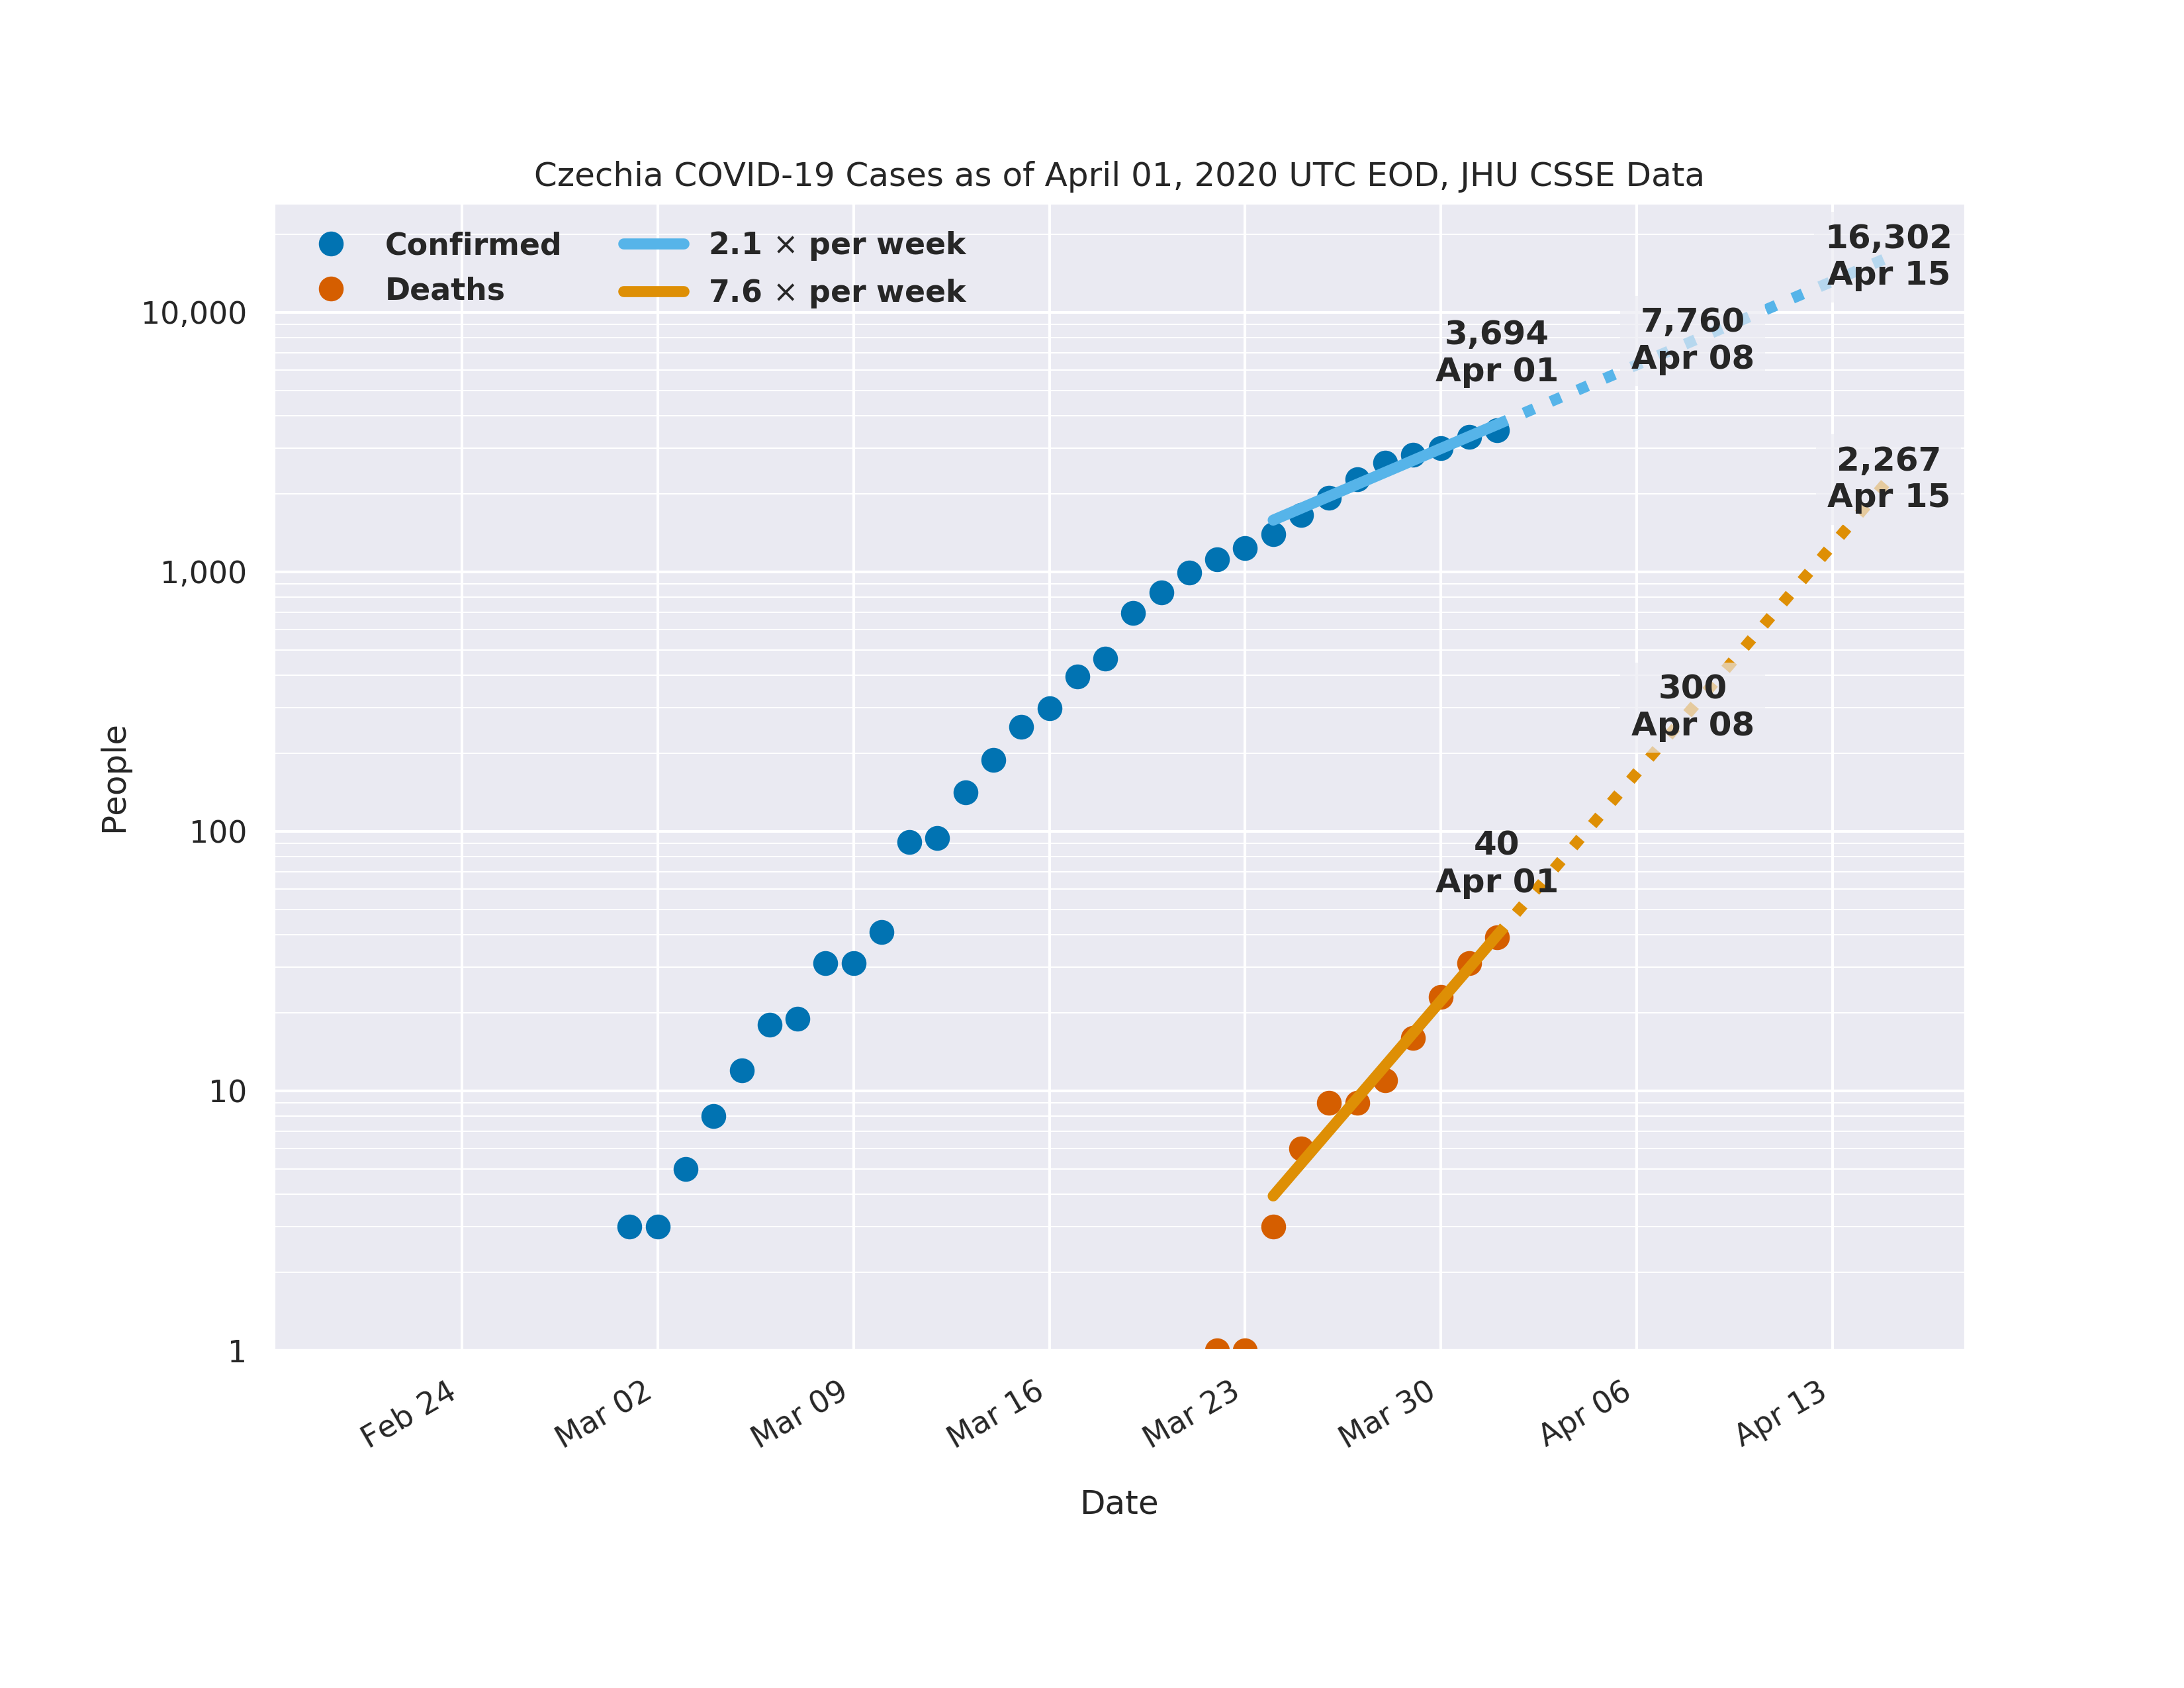 Czechia COVID-19 Cases as of April 01, 2020 UTC EOD, JHU CSSE Data
Confirmed
Deaths
2.1 × per week
7.6 × per week
16,302
Apr 15
7,760
Apr 08
3,694
Apr 01
2,267
Apr 15
300
Apr 08
40
Apr 01
People
10,000
1,000
100
10
1
Feb 24
Mar 02
Mar 09
Mar 16
Mar 23
Mar 30
Apr 06
Apr 13
Date